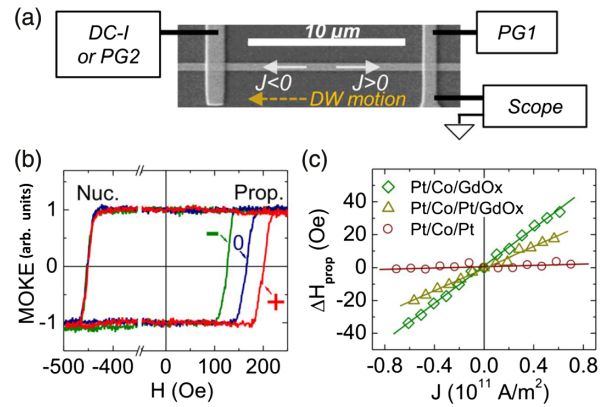 (a)
DC-I
or PG2
10 µm
PG1
J<0
J>0
DW motion
Scope
(b)
MOKE (arb. units)
1
0
-1
Nuc.
Prop.
-
0
+
-500 -400
0
100
200
H (Oe)
(c)
ΔH_prop (Oe)
40
20
0
-20
-40
Pt/Co/GdOx
Pt/Co/Pt/GdOx
Pt/Co/Pt
-0.8 -0.4 0.0 0.4 0.8
J (10¹¹ A/m²)